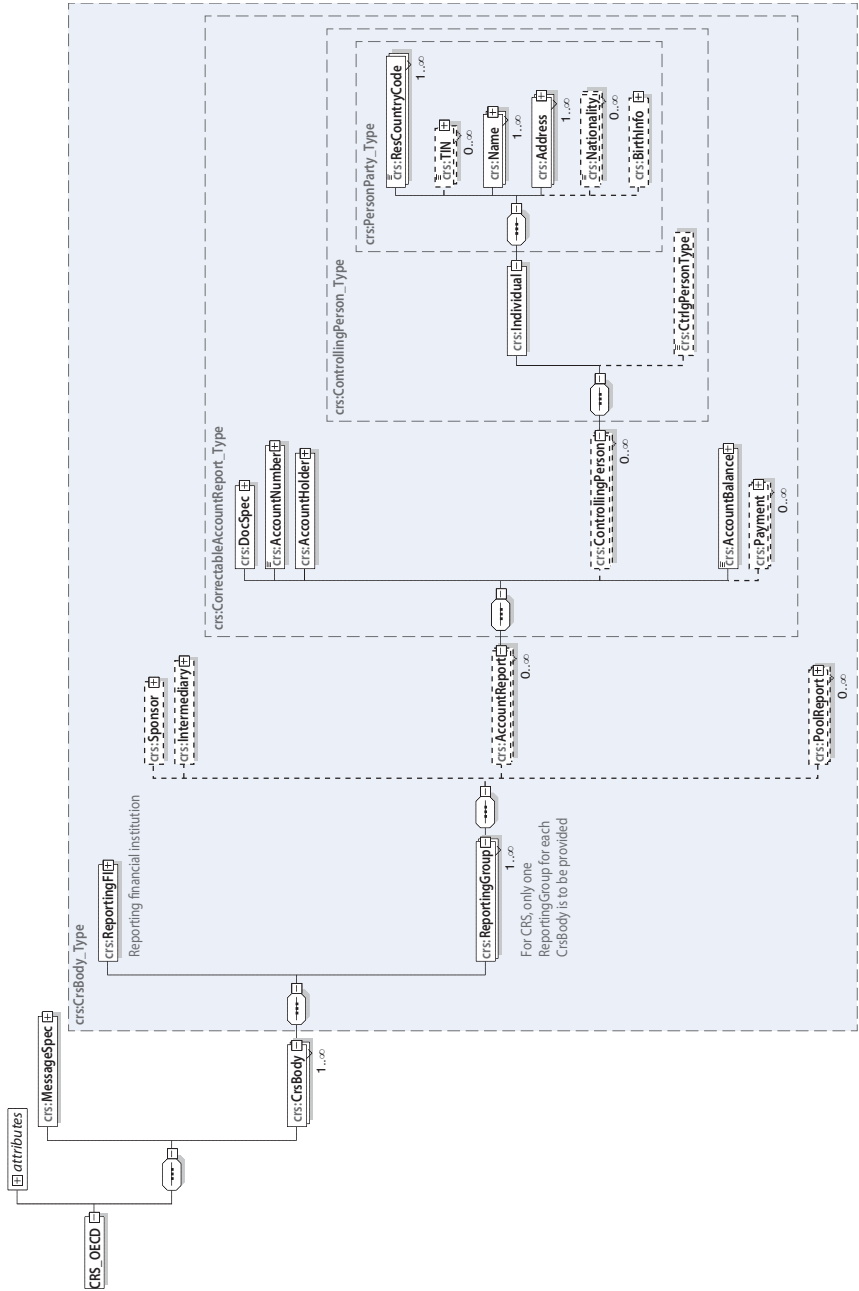 CRS_OECD
attributes
crs:MessageSpec
crs:CrsBody
1..∞
crs:CrsBody_Type
crs:ReportingFI
Reporting financial institution
crs:ReportingGroup
1..∞
For CRS, only one
ReportingGroup for each
CrsBody is to be provided
crs:Sponsor
crs:Intermediary
crs:AccountReport
0..∞
crs:CorrectableAccountReport_Type
crs:DocSpec
crs:AccountNumber
crs:AccountHolder
crs:ControllingPerson
0..∞
crs:ControllingPerson_Type
crs:Individual
crs:PersonParty_Type
crs:ResCountryCode
1..∞
crs:TIN
0..∞
crs:Name
1..∞
crs:Address
1..∞
crs:Nationality
0..∞
crs:BirthInfo
crs:CtrlgPersonType
crs:AccountBalance
crs:Payment
0..∞
crs:PoolReport
0..∞